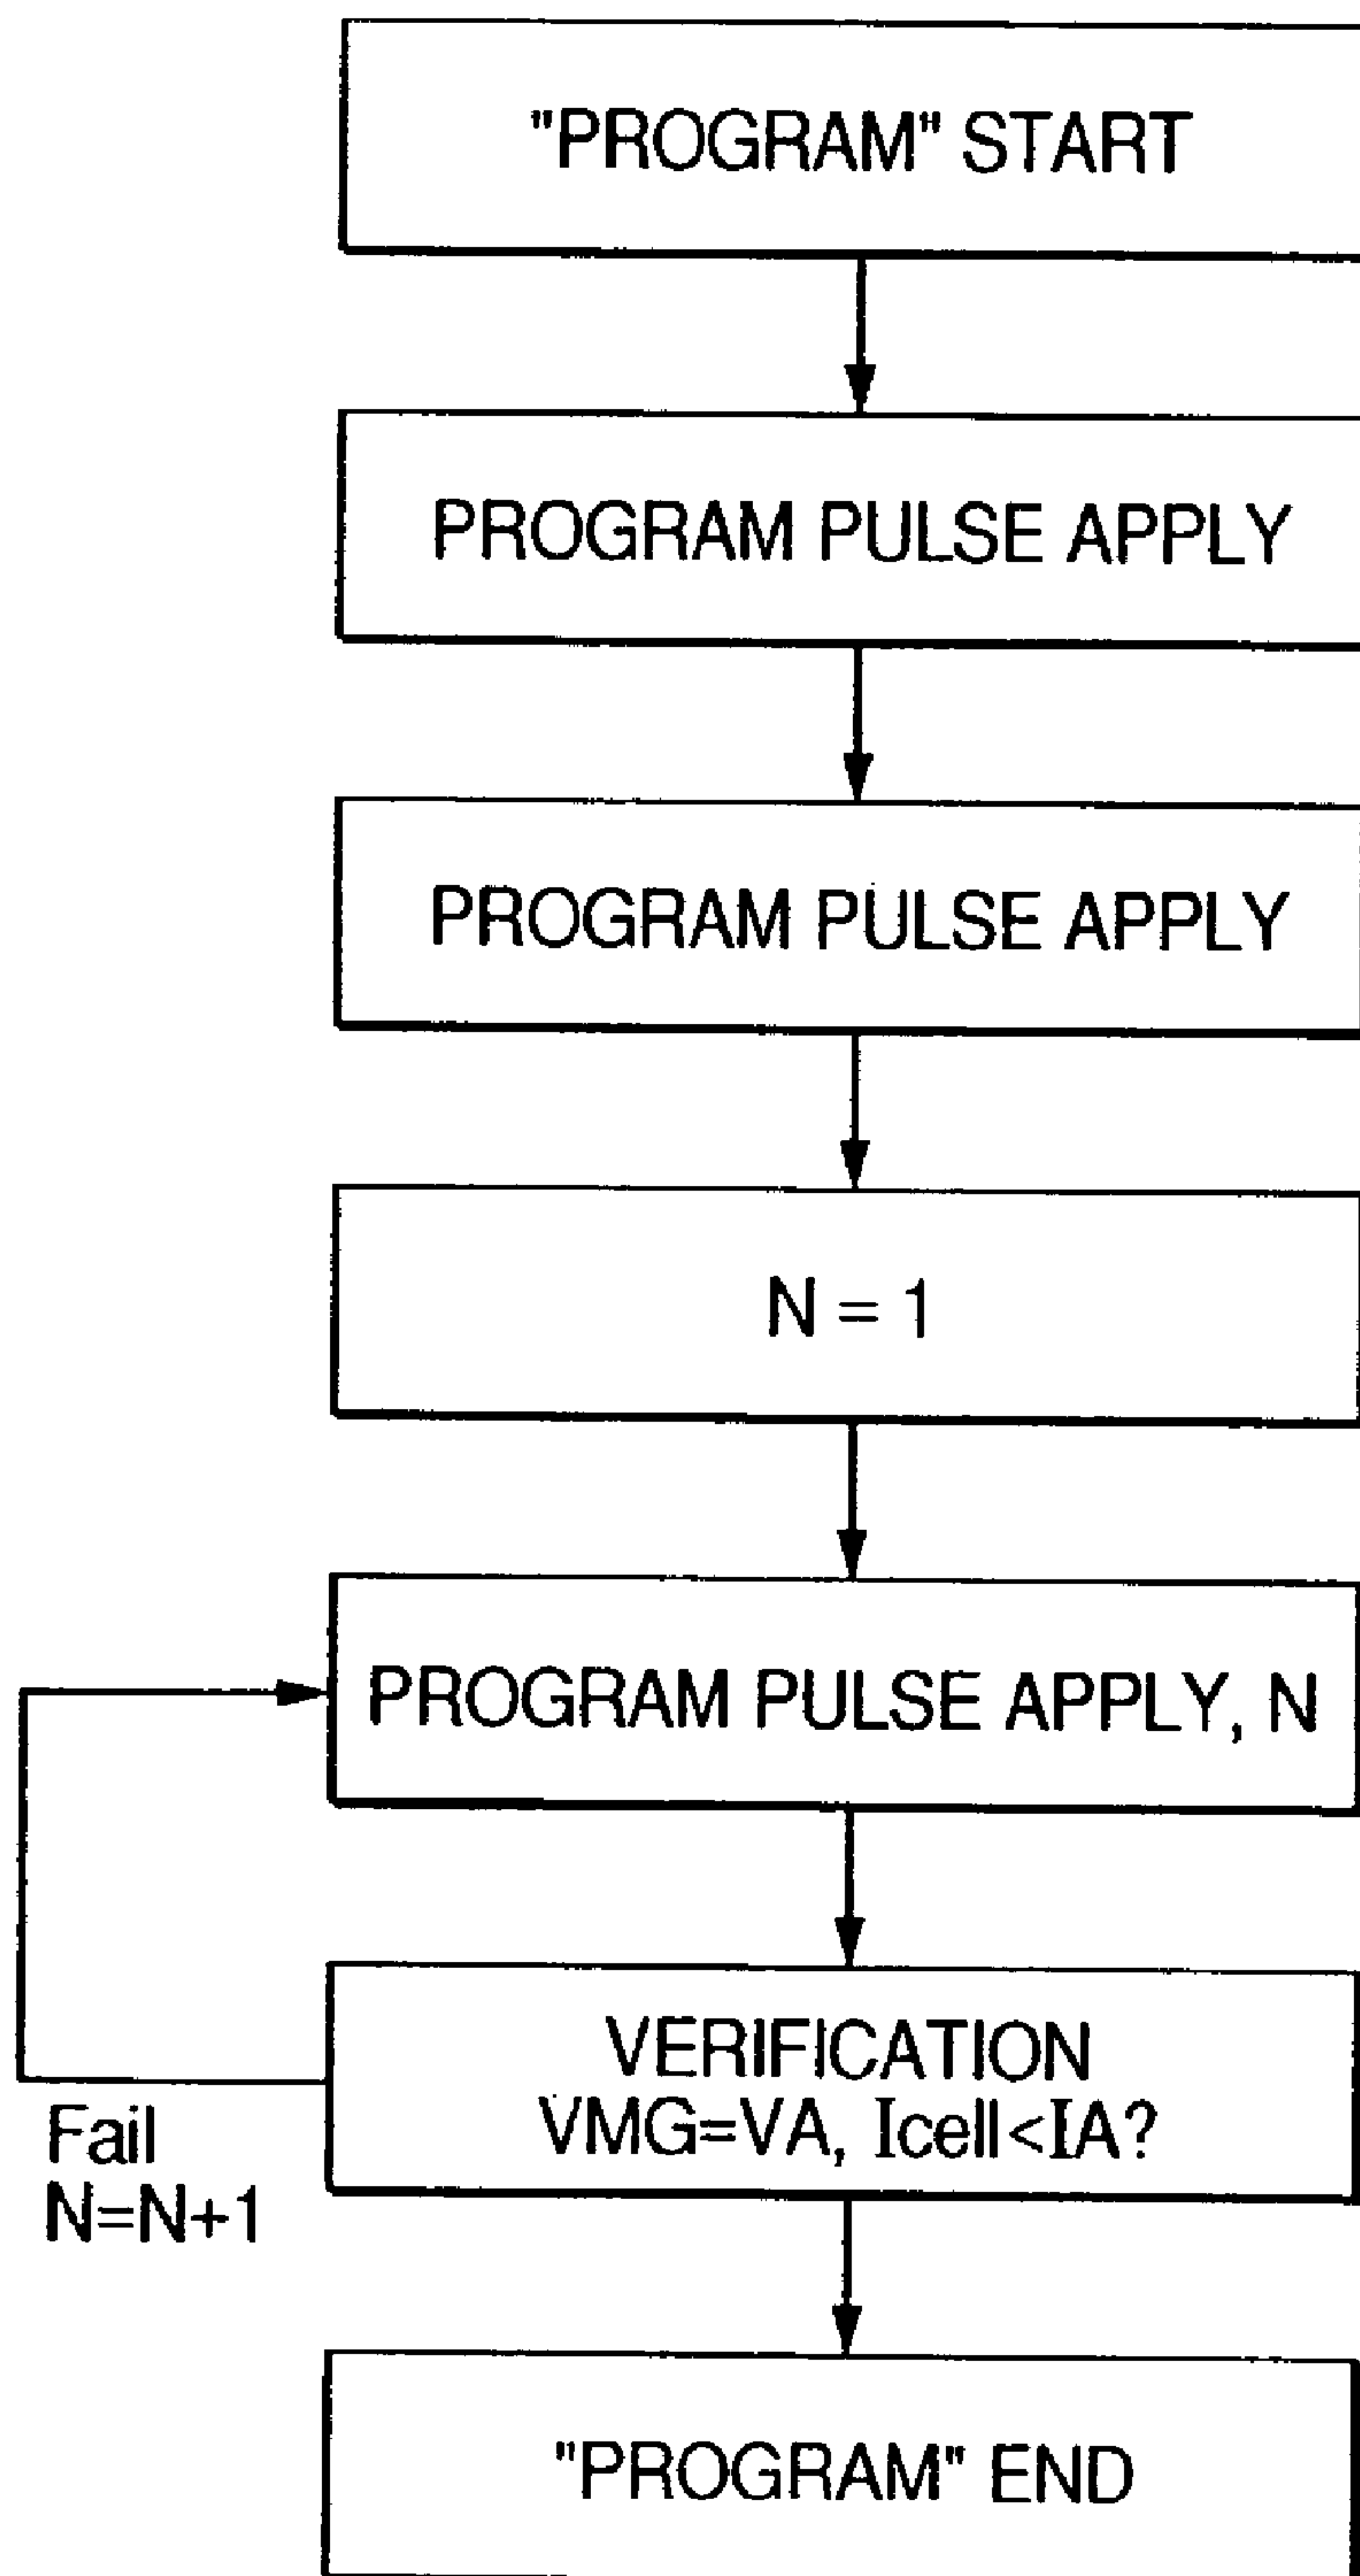 "PROGRAM" START
PROGRAM PULSE APPLY
PROGRAM PULSE APPLY
N = 1
PROGRAM PULSE APPLY, N
VERIFICATION
VMG=VA, Icell<IA?
Fail
N=N+1
"PROGRAM" END